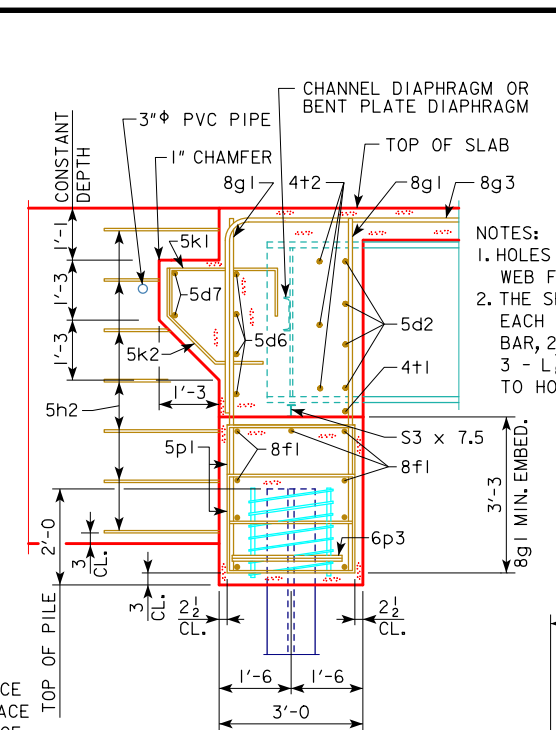 CHANNEL DIAPHRAGM OR
BENT PLATE DIAPHRAGM
3"φ PVC PIPE
TOP OF SLAB
1" CHAMFER
CONSTANT
DEPTH
8g1
4t2
8g1
8g3
NOTES:
1. HOLES
WEB F
2. THE S
EACH
BAR, 2
3 - L
TO HO
1'-1
5k1
1'-3
5d7
5d6
5d2
1'-3
5k2
4t1
1'-3
5h2
S3 x 7.5
5p1
8f1
8f1
3'-3
8g1 MIN. EMBED.
2'-0
TOP OF PILE
6p3
3
CL.
3
CL.
2 1/2
CL.
2 1/2
CL.
1'-6
1'-6
3'-0
CE
ACE